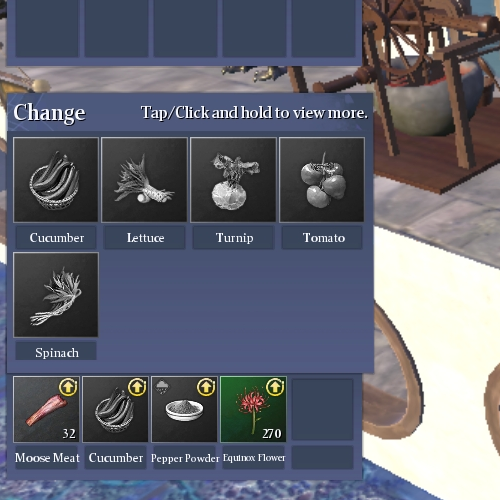 Change
Tap/Click and hold to view more.
Cucumber Lettuce Turnip Tomato
Spinach
32 270
Moose Meat Cucumber Pepper Powder Equinox Flower